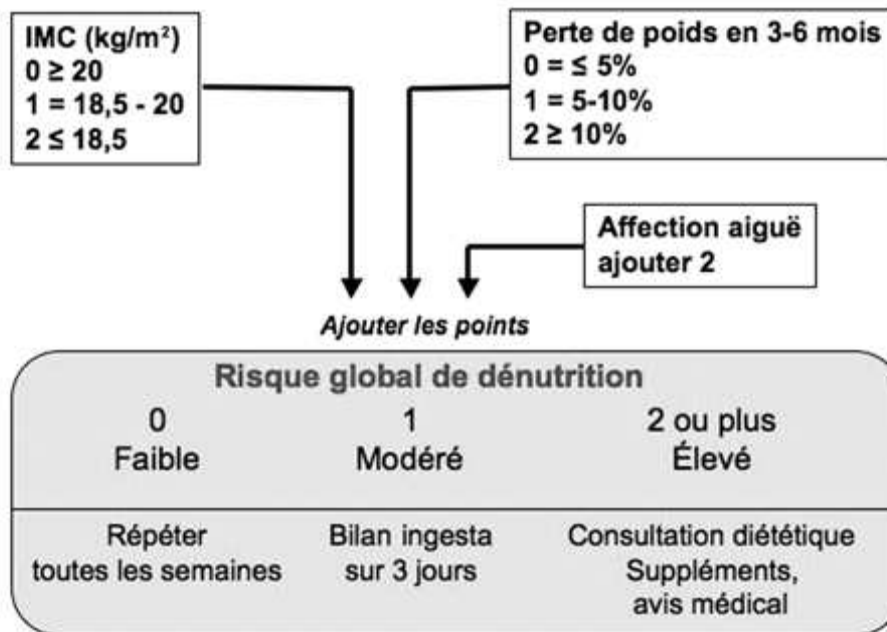 IMC (kg/m²)
0 ≥ 20
1 = 18,5 - 20
2 ≤ 18,5
Perte de poids en 3-6 mois
0 = ≤ 5%
1 = 5-10%
2 ≥ 10%
Affection aiguë
ajouter 2
Ajouter les points
Risque global de dénutrition
0
Faible
1
Modéré
2 ou plus
Élevé
Répéter
toutes les semaines
Bilan ingesta
sur 3 jours
Consultation diététique
Suppléments,
avis médical